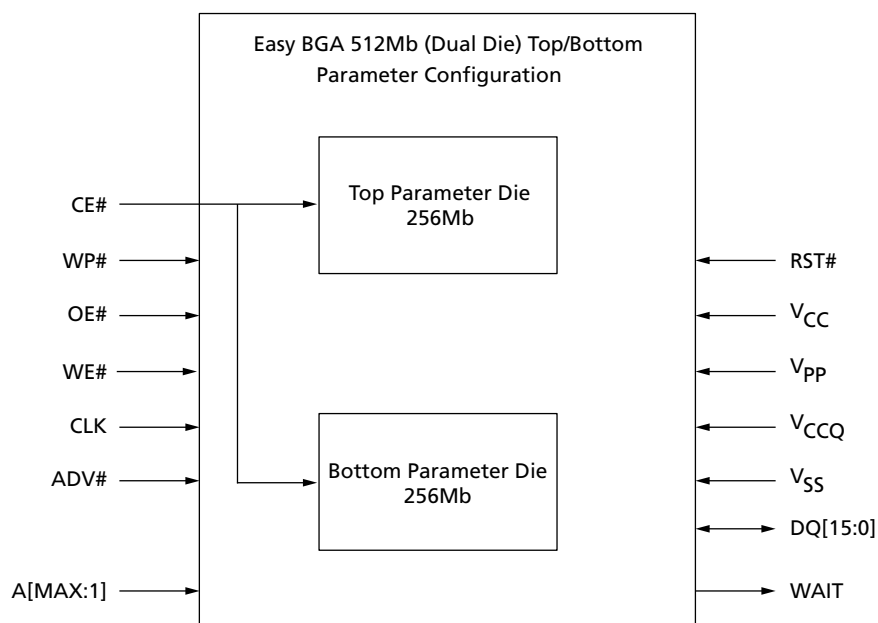 Easy BGA 512Mb (Dual Die) Top/Bottom
Parameter Configuration
Top Parameter Die
256Mb
Bottom Parameter Die
256Mb
CE#
WP#
OE#
WE#
CLK
ADV#
A[MAX:1]
RST#
VCC
VPP
VCCQ
VSS
DQ[15:0]
WAIT